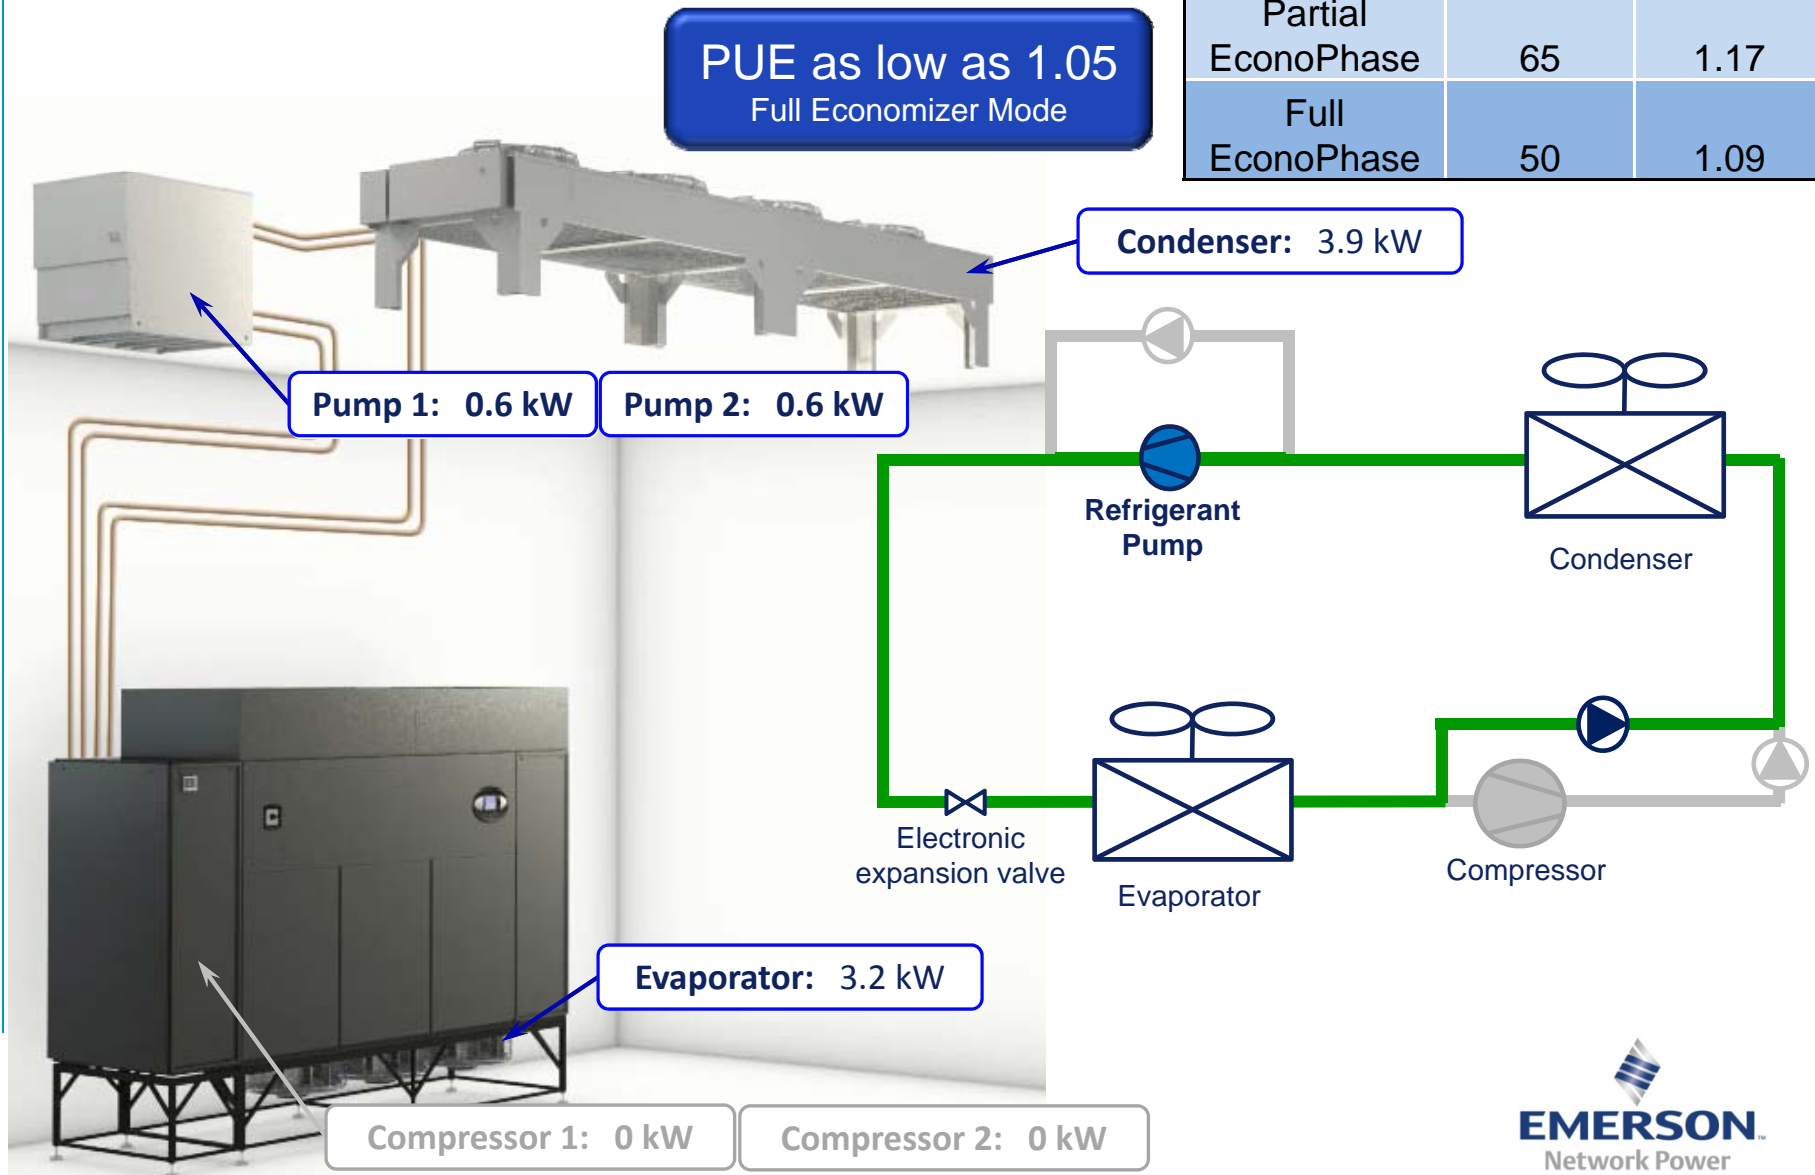 PUE as low as 1.05
Full Economizer Mode
Partial
EconoPhase 65 1.17
Full
EconoPhase 50 1.09
Condenser: 3.9 kW
Pump 1: 0.6 kW
Pump 2: 0.6 kW
Refrigerant
Pump
Condenser
Electronic
expansion valve
Evaporator
Compressor
Evaporator: 3.2 kW
Compressor 1: 0 kW
Compressor 2: 0 kW
EMERSON™
Network Power